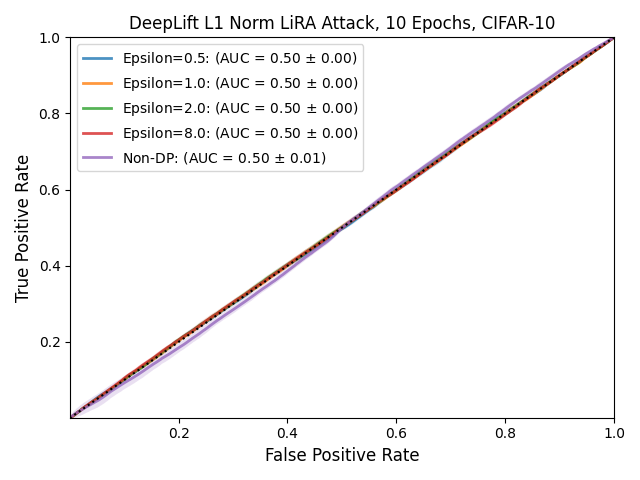 DeepLift L1 Norm LiRA Attack, 10 Epochs, CIFAR-10
1.0
Epsilon=0.5: (AUC = 0.50 ± 0.00)
Epsilon=1.0: (AUC = 0.50 ± 0.00)
Epsilon=2.0: (AUC = 0.50 ± 0.00)
Epsilon=8.0: (AUC = 0.50 ± 0.00)
Non-DP: (AUC = 0.50 ± 0.01)
0.8
0.6
0.4
0.2
True Positive Rate
0.2 0.4 0.6 0.8 1.0
False Positive Rate